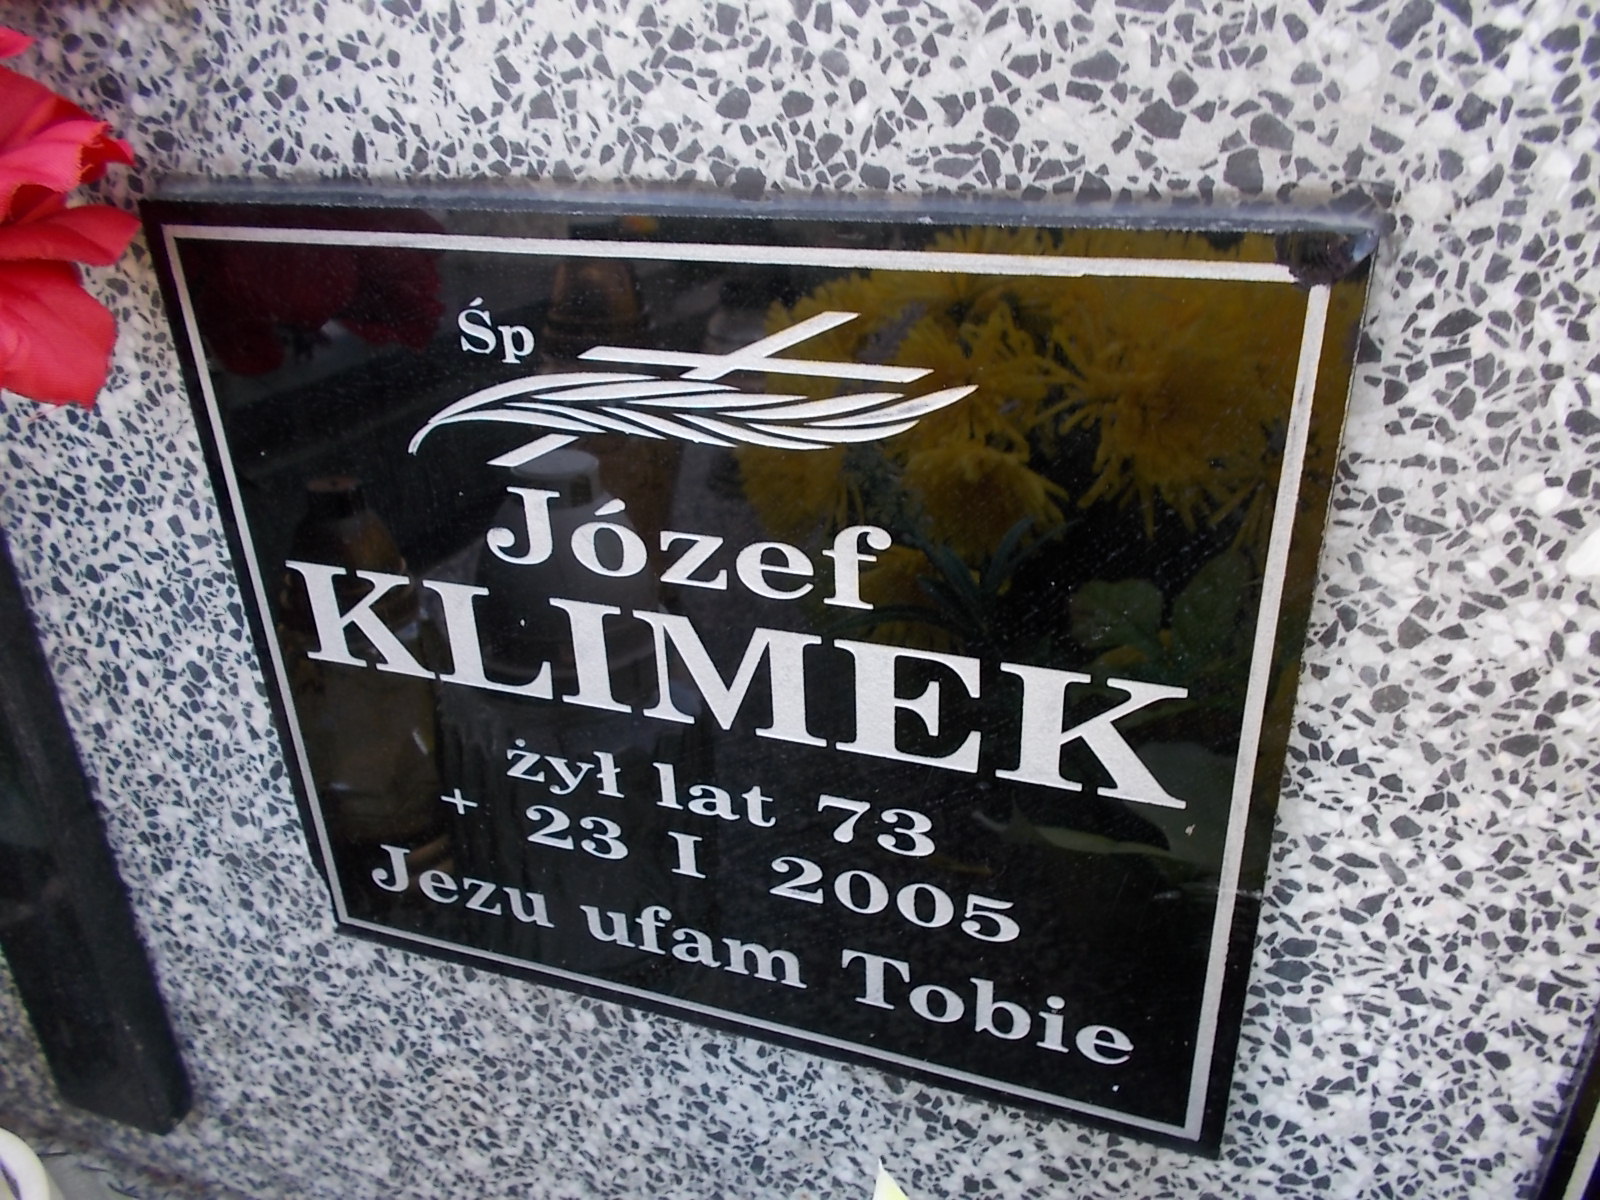 Śp
Józef
KLIMEK
żył lat 73
+ 23 I 2005
Jezu ufam Tobie